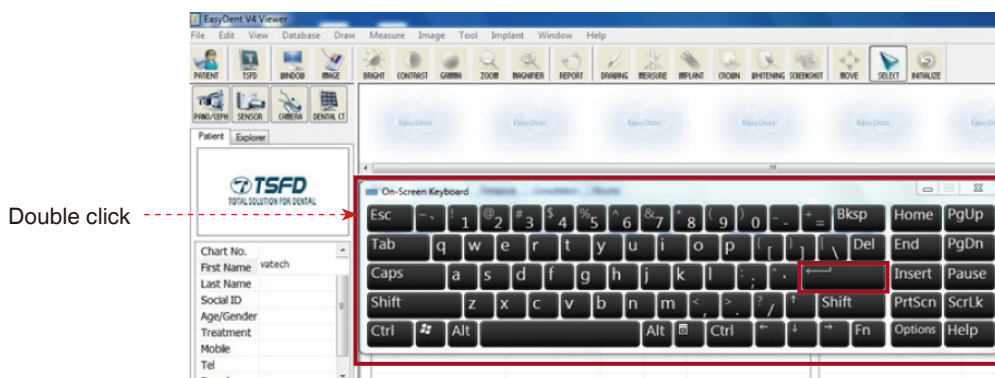 EasyDent V4 Viewer
File Edit View Database Draw Measure Image Tool Implant Window Help
PATIENT TSFD WINDOW IMAGE BRIGHT CONTRAST GAMMA ZOOM MAGNIFIER REPORT DRAWING MEASURE IMPLANT CROWN WHITENING SCREENSHOT MOVE SELECT INITIALIZE
PANO/CEPH SENSOR CAMERA DENTAL CT
EasyDent EasyDent EasyDent EasyDent EasyDent
Patient Explorer
TSFD
TOTAL SOLUTION FOR DENTAL
Double click
Chart No.
First Name vatech
Last Name
Social ID
Age/Gender
Treatment
Mobile
Tel
On-Screen Keyboard
Esc ~ ` ! 1 @ 2 # 3 $ 4 % 5 ^ 6 & 7 * 8 ( 9 ) 0 _ - + = Bksp Home PgUp
Tab q w e r t y u i o p { [ } ] | \ Del End PgDn
Caps a s d f g h j k l : ; " ' ← Insert Pause
Shift z x c v b n m < , > . ? / ↑ Shift PrtScn ScrLk
Ctrl Alt Alt Ctrl ← ↓ → Fn Options Help